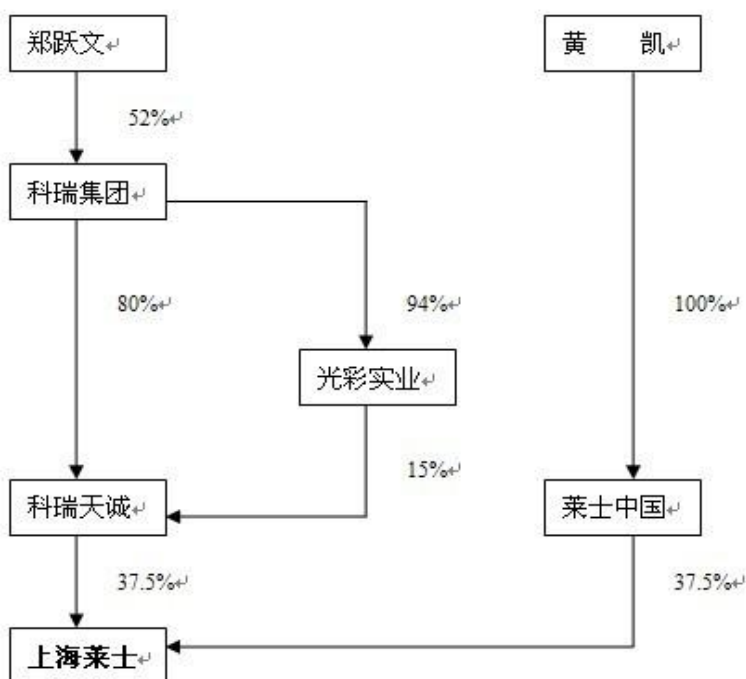 郑跃文 黄 凯
52%
科瑞集团
80% 94% 100%
光彩实业
15%
科瑞天诚 莱士中国
37.5% 37.5%
上海莱士